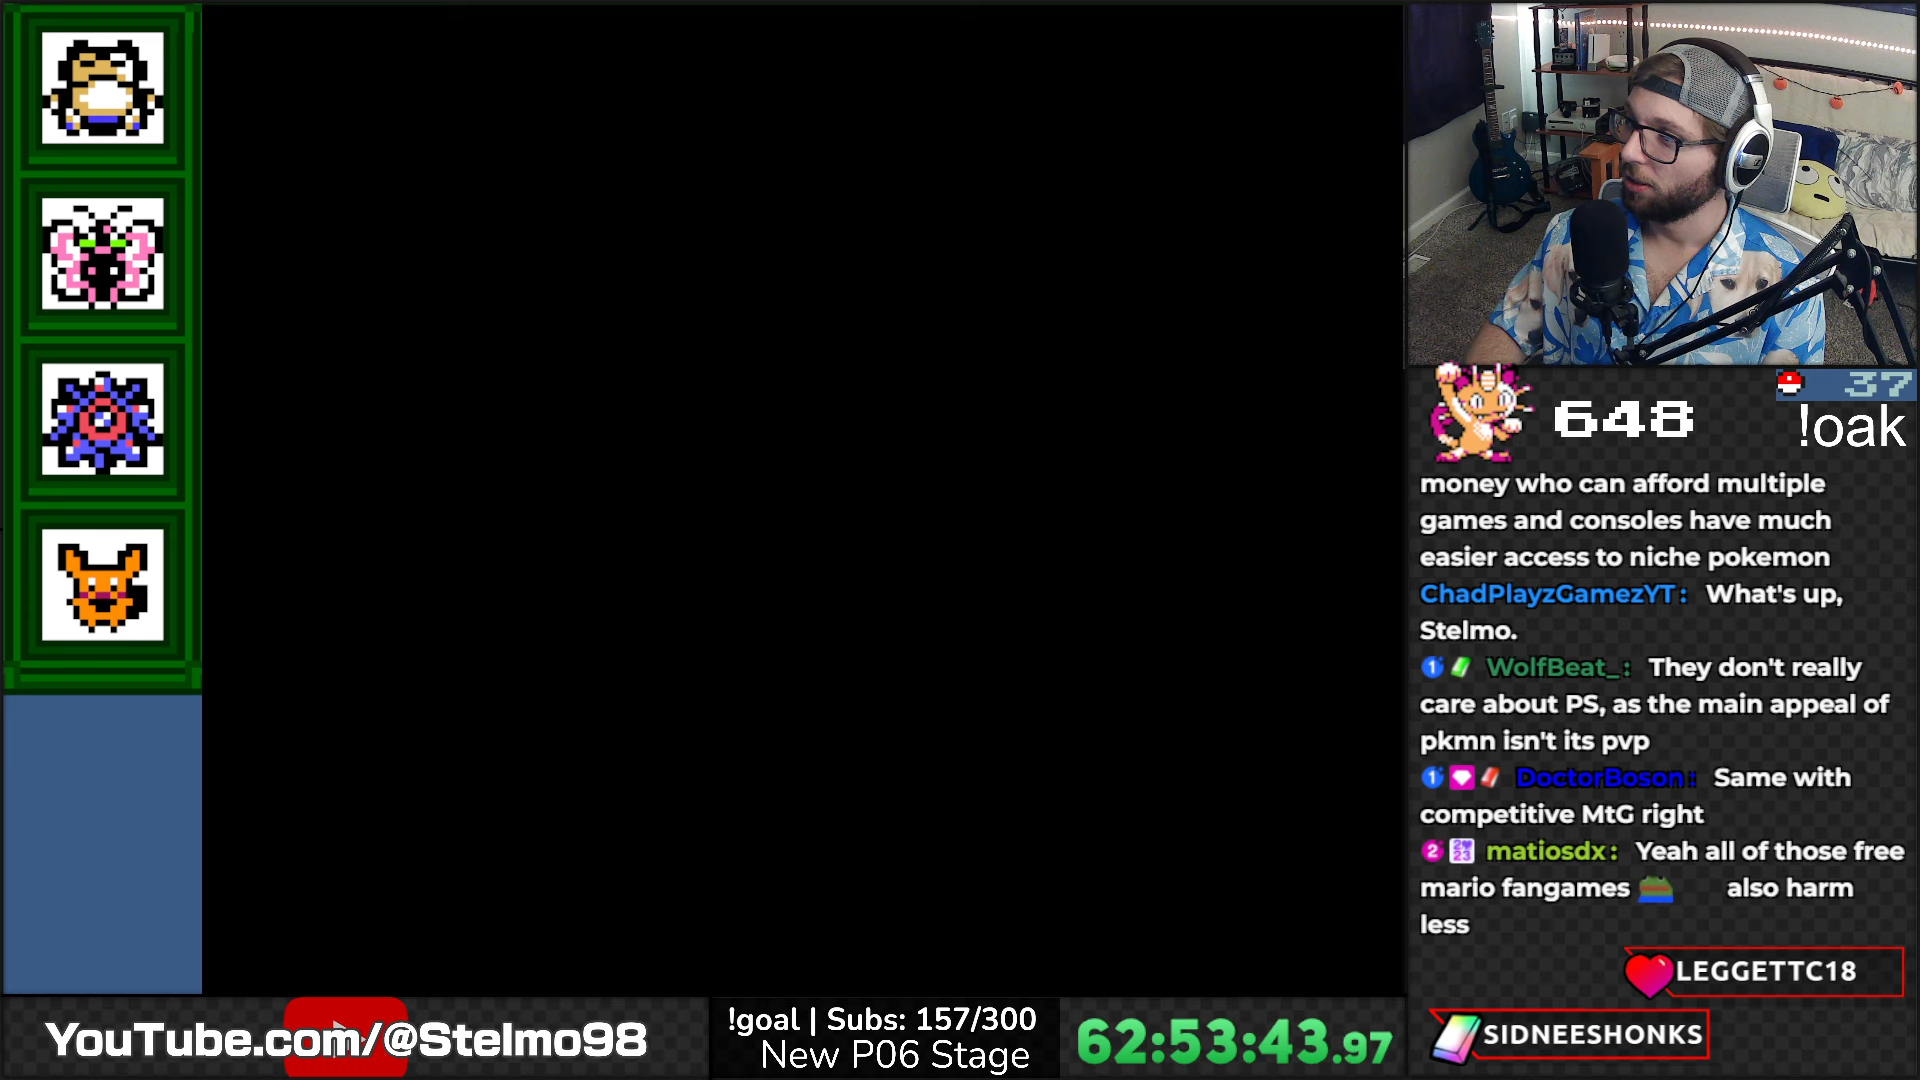 648
37
!oak
money who can afford multiple
games and consoles have much
easier access to niche pokemon
ChadPlayzGamezYT: What's up,
Stelmo.
1 WolfBeat_: They don't really
care about PS, as the main appeal of
pkmn isn't its pvp
1 DoctorBoson: Same with
competitive MtG right
2 matiosdx: Yeah all of those free
mario fangames also harm
less
LEGGETTC18
SIDNEESHONKS
YouTube.com/@Stelmo98
!goal | Subs: 157/300
New P06 Stage
62:53:43.97